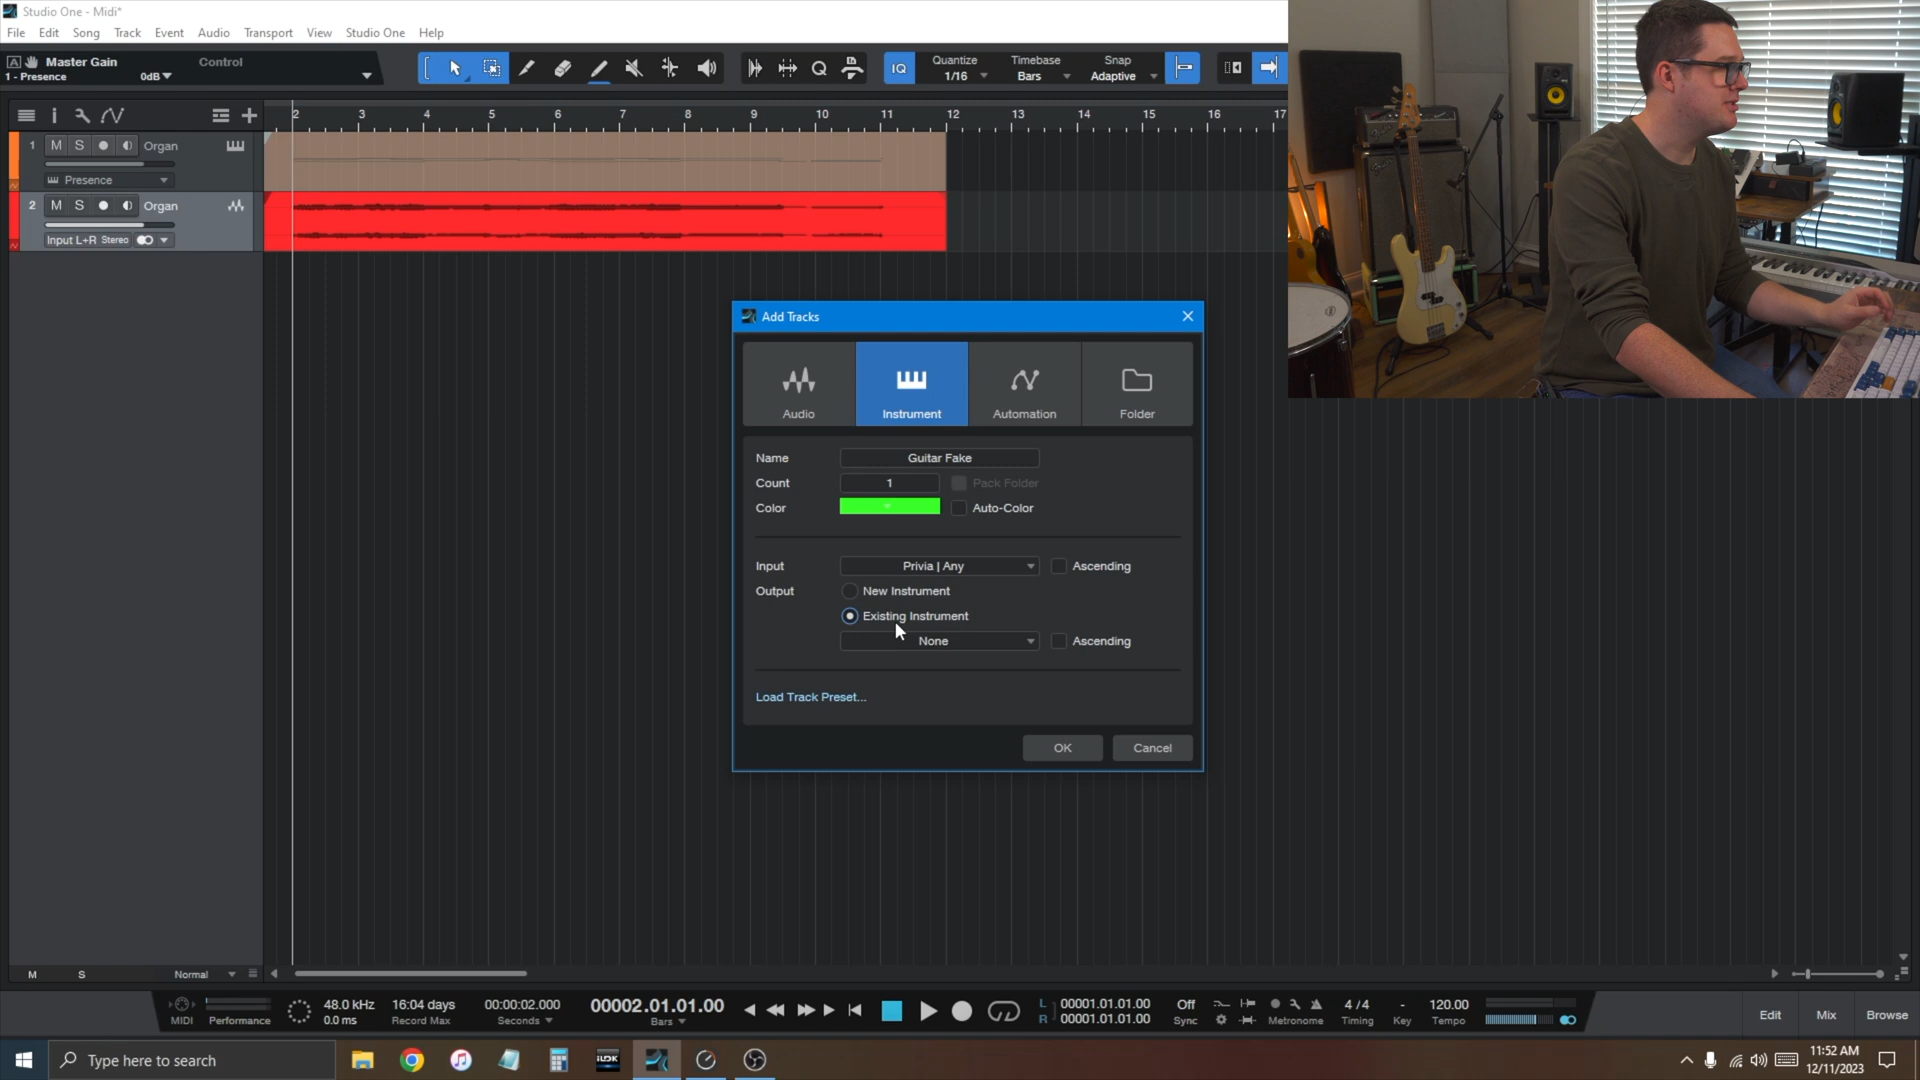 Studio One - Midi*
File Edit Song Track Event Audio Transport View Studio One Help
A Master Gain Control
1 - Presence 0dB
IQ Quantize Timebase Snap
1/16 Bars Adaptive
2 3 4 5 6 7 8 9 10 11 12 13 14 15 16 17
1 M S Organ
Presence
2 M S Organ
Input L+R Stereo
Add Tracks
Audio Instrument Automation Folder
Name Guitar Fake
Count 1 Pack Folder
Color Auto-Color
Input Privia | Any Ascending
Output New Instrument
Existing Instrument
None Ascending
Load Track Preset...
OK Cancel
M S Normal
MIDI Performance
48.0 kHz
0.0 ms
16:04 days
Record Max
00:00:02.000
Seconds
00002.01.01.00
Bars
L 00001.01.01.00
R 00001.01.01.00
Off
Sync
Metronome
4 / 4
Timing
-
Key
120.00
Tempo
Edit Mix Browse
Type here to search
11:52 AM
12/11/2023